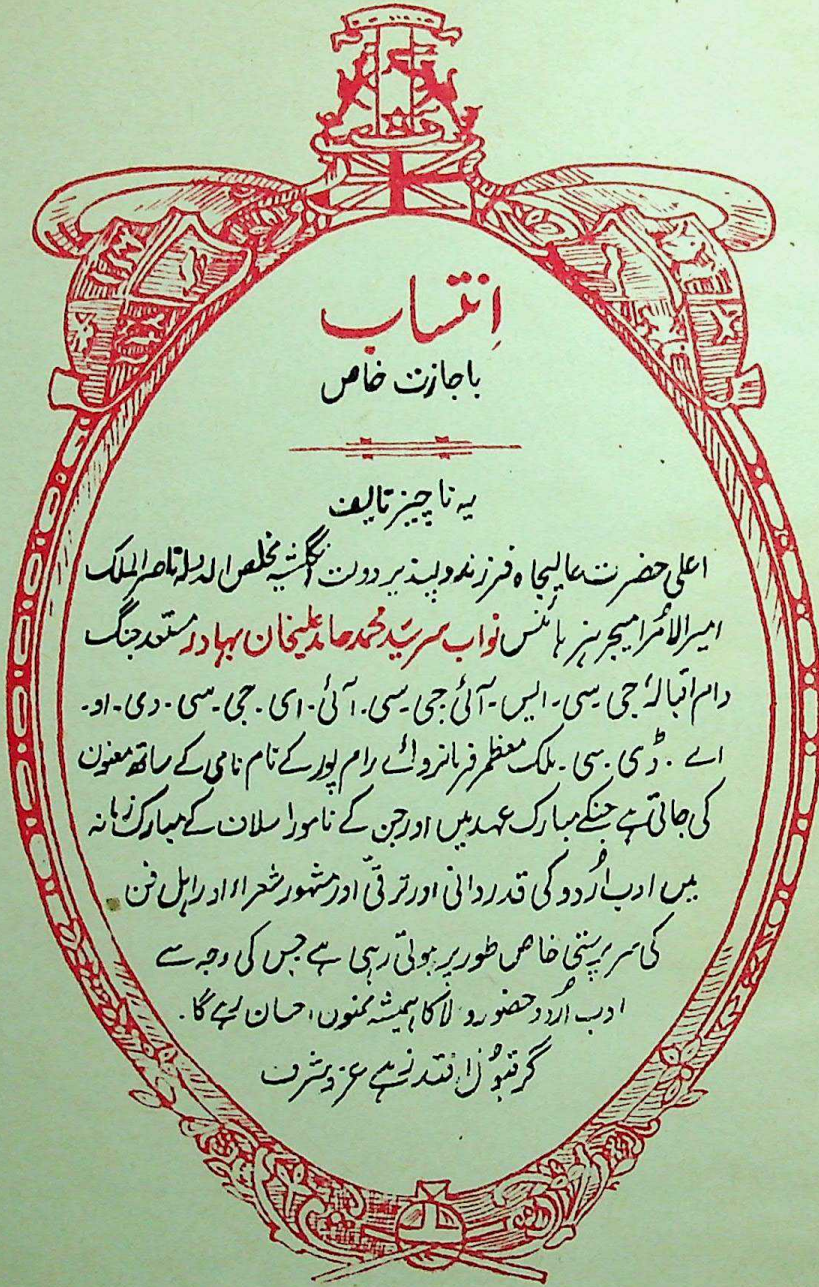 اِنتساب
باجازت خاص
یہ ناچیز تالیف
اعلی حضرت عالیجاہ فرزند دلپذیر دولت انگلشیہ مخلص الدولہ ناصر الملک
امیر الامرا میجر ہز ہائنس نواب سر سیّد محمد حامد علیخان بہادر مستعد جنگ
دام اقبالہٗ جی۔سی۔ایس۔آئی جی۔سی۔آئی۔ای۔جی۔سی۔وی۔او۔
اے۔ڈی۔سی۔ملک معظم فرمانروائے رام پور کے نام نامی کے ساتھ معنون
کی جاتی ہے جنکے مبارک عہد میں اور جن کے نامور اسلاف کے مبارک زمانہ
میں ادب اُردو کی قدردانی اور ترقی اور مشہور شعراء اور اہل فن
کی سرپرستی خاص طور پر ہوتی رہی ہے جس کی وجہ سے
ادب اُردو حضور والا کا ہمیشہ ممنون احسان رہے گا۔
گر قبول افتد زہے عز و شرف